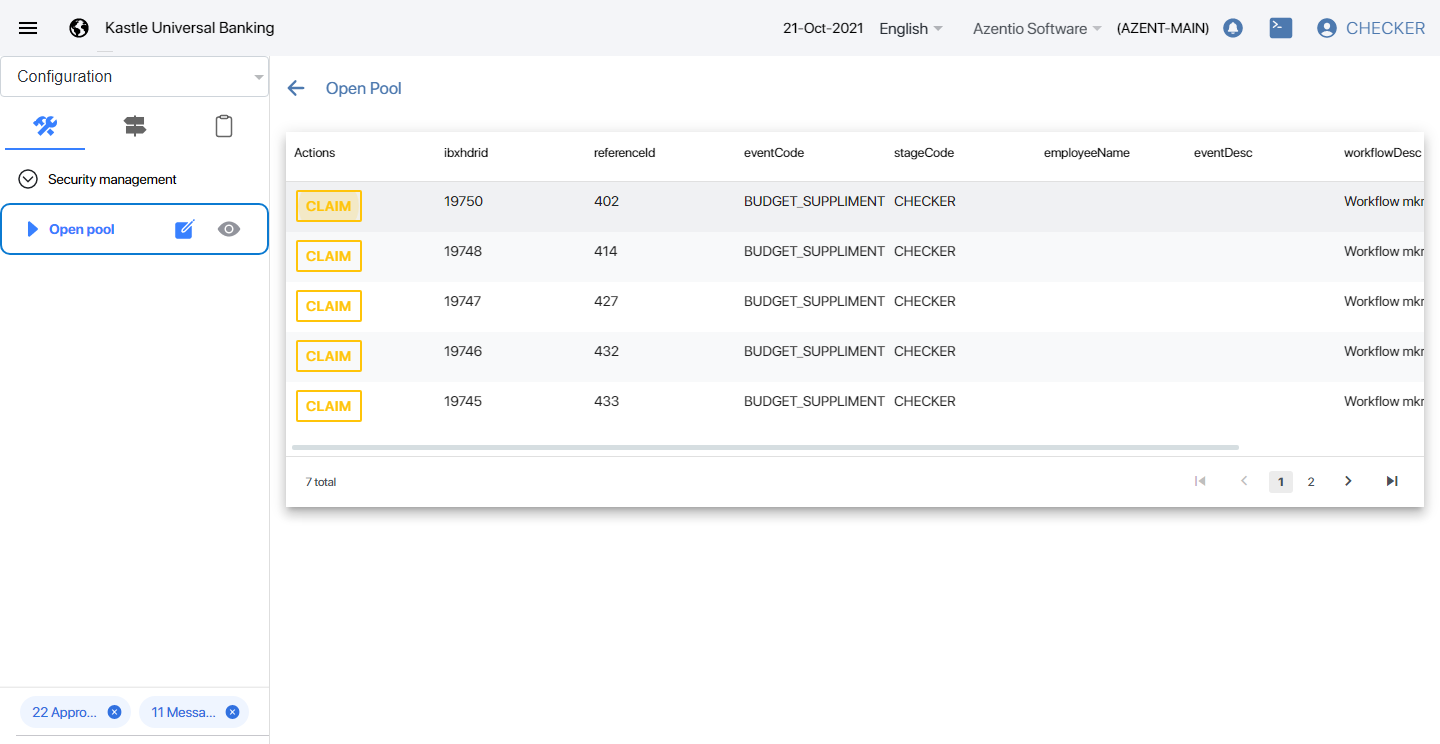 Kastle Universal Banking 21-Oct-2021 English Azentio Software (AZENT-MAIN) CHECKER
Configuration
Security management
Open pool
Open Pool
Actions ibxhdrid referenceId eventCode stageCode employeeName eventDesc workflowDesc
CLAIM 19750 402 BUDGET_SUPPLIMENT CHECKER Workflow mkr
CLAIM 19748 414 BUDGET_SUPPLIMENT CHECKER Workflow mkr
CLAIM 19747 427 BUDGET_SUPPLIMENT CHECKER Workflow mkr
CLAIM 19746 432 BUDGET_SUPPLIMENT CHECKER Workflow mkr
CLAIM 19745 433 BUDGET_SUPPLIMENT CHECKER Workflow mkr
7 total 1 2
22 Appro... 11 Messa...